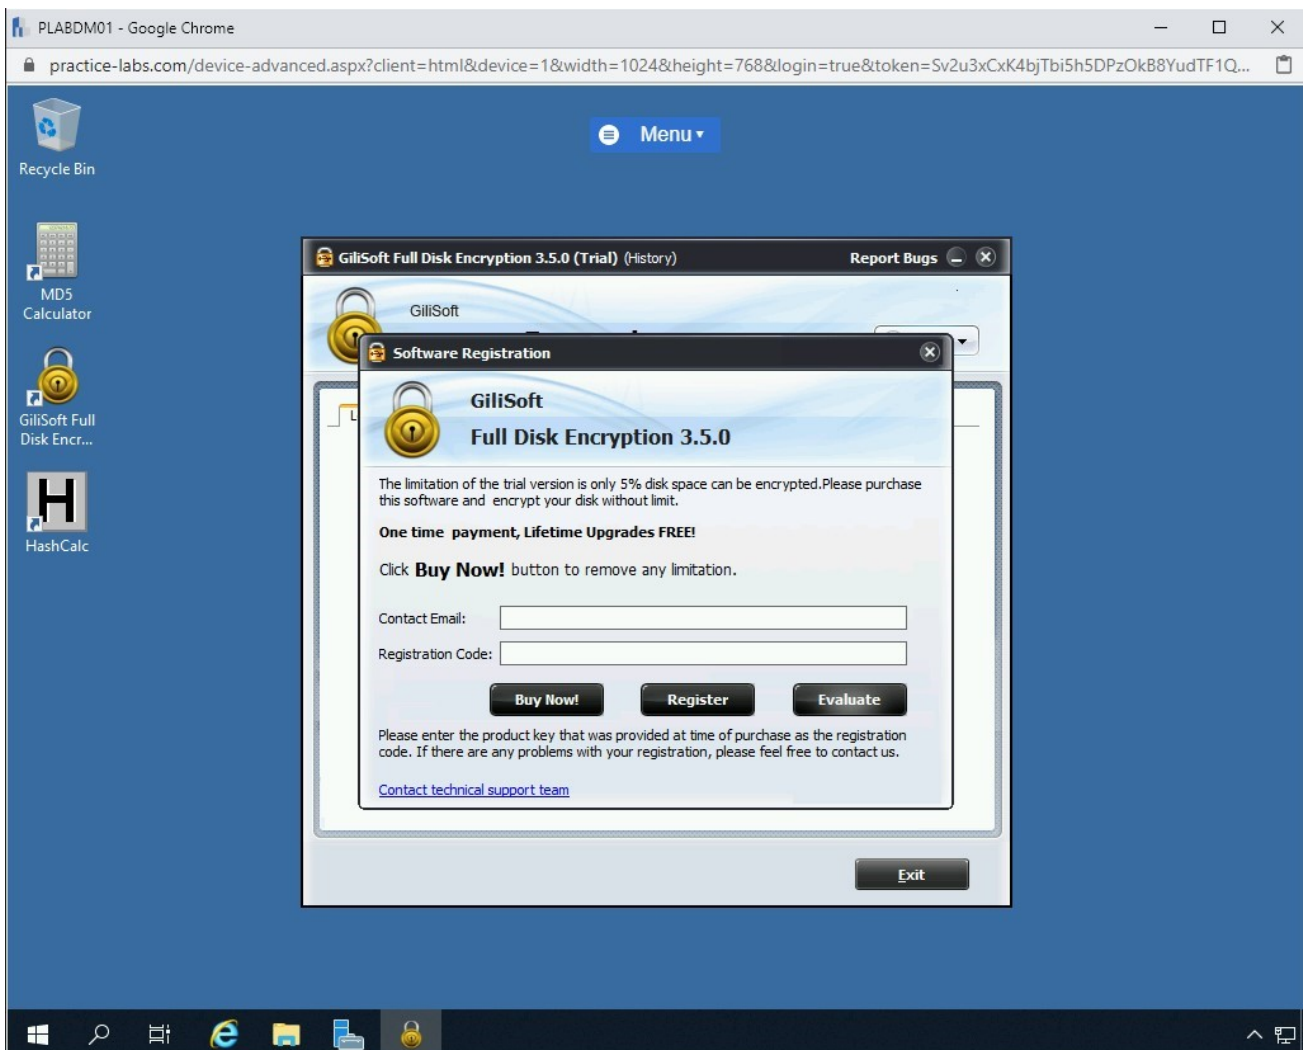 PLABDM01 - Google Chrome
practice-labs.com/device-advanced.aspx?client=html&device=1&width=1024&height=768&login=true&token=Sv2u3xCxK4bjTbi5h5DPzOkB8YudTF1Q...
Menu
Recycle Bin
MD5
Calculator
GiliSoft Full
Disk Encr...
HashCalc
GiliSoft Full Disk Encryption 3.5.0 (Trial) (History)
Report Bugs
GiliSoft
Software Registration
GiliSoft
Full Disk Encryption 3.5.0
The limitation of the trial version is only 5% disk space can be encrypted.Please purchase
this software and encrypt your disk without limit.
One time payment, Lifetime Upgrades FREE!
Click Buy Now! button to remove any limitation.
Contact Email:
Registration Code:
Buy Now!
Register
Evaluate
Please enter the product key that was provided at time of purchase as the registration
code. If there are any problems with your registration, please feel free to contact us.
Contact technical support team
Exit